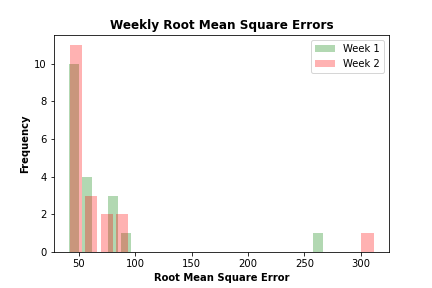 Weekly Root Mean Square Errors
Week 1
Week 2
Frequency
10
8
6
4
2
0
50 100 150 200 250 300
Root Mean Square Error